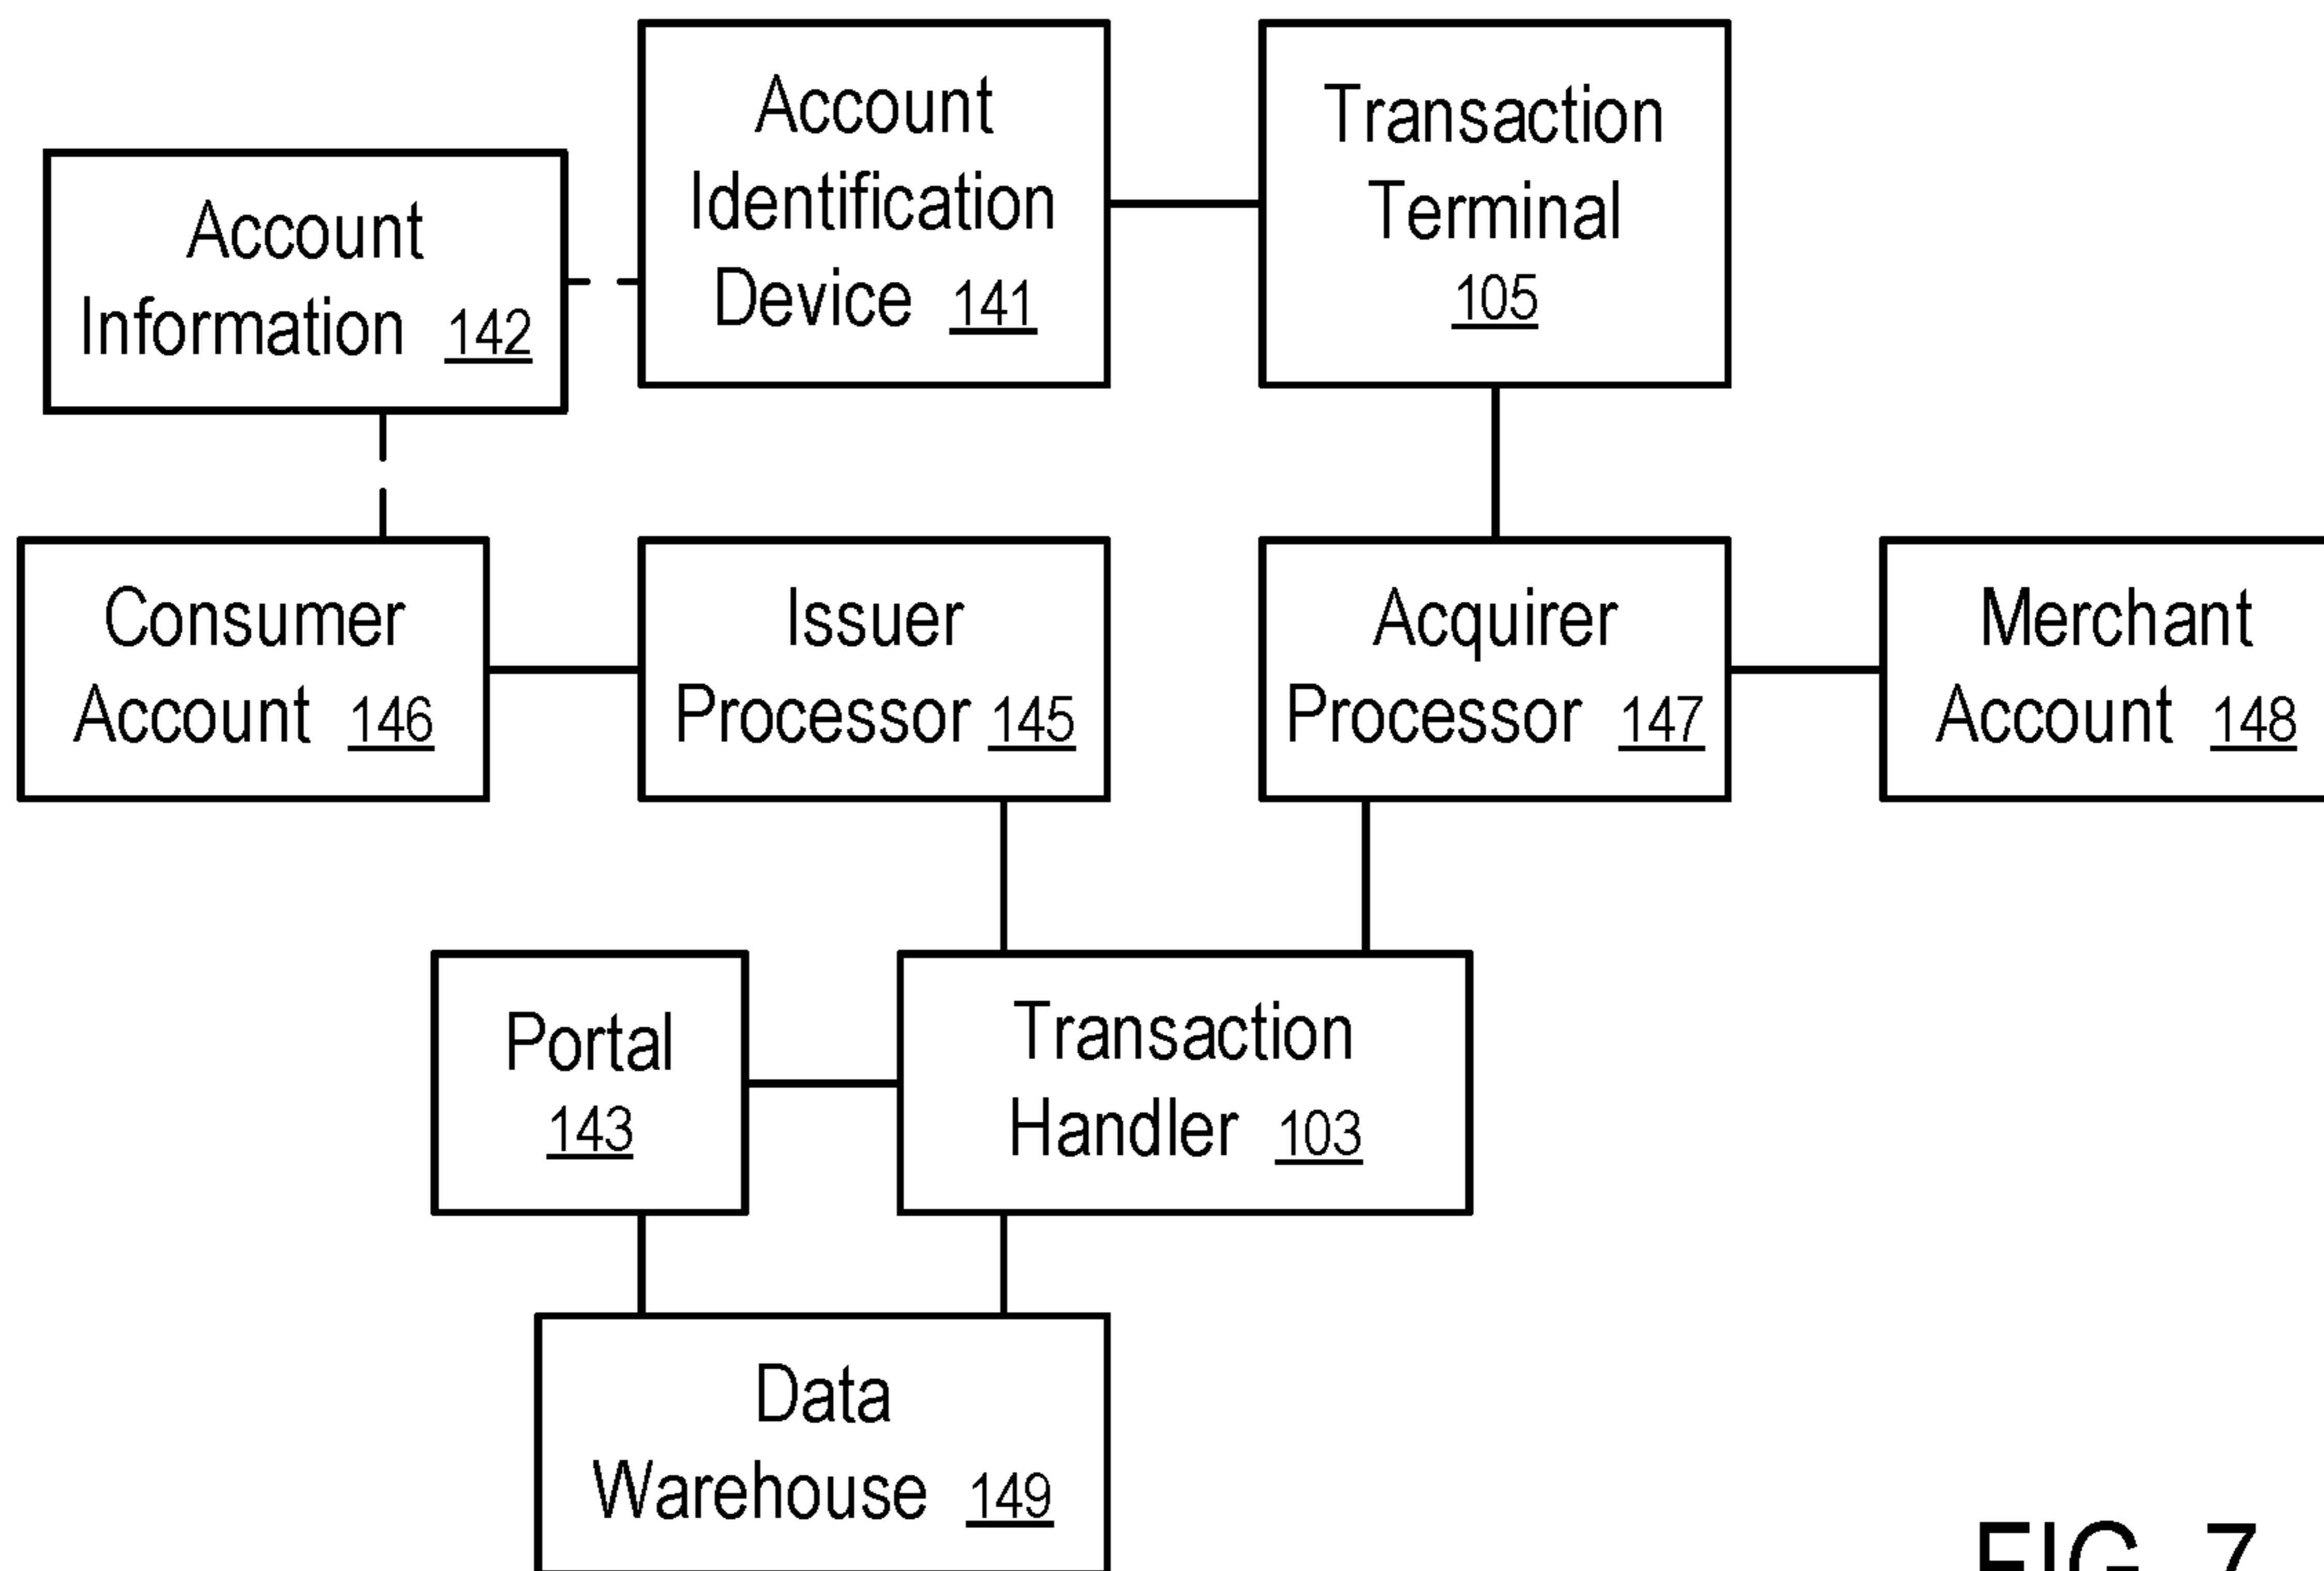 Account
Identification
Device 141
Transaction
Terminal
105
Account
Information 142
Consumer
Account 146
Issuer
Processor 145
Acquirer
Processor 147
Merchant
Account 148
Portal
143
Transaction
Handler 103
Data
Warehouse 149
FIG. 7